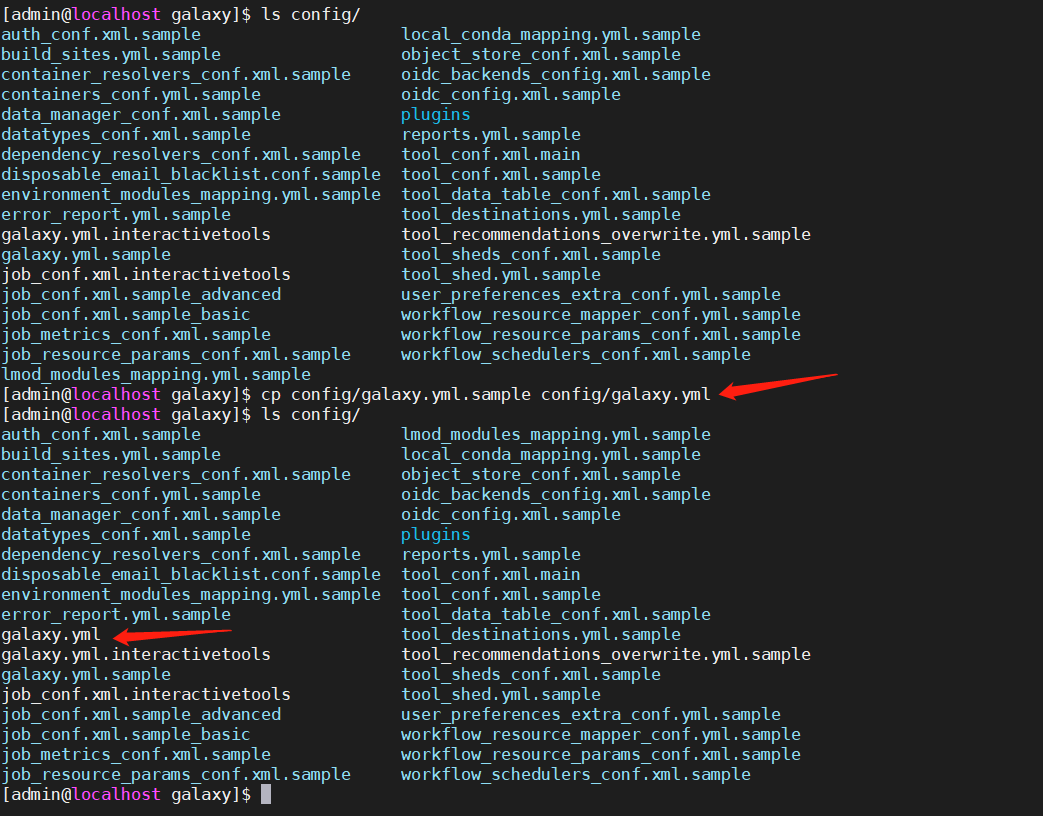 [admin@localhost galaxy]$ ls config/
auth_conf.xml.sample local_conda_mapping.yml.sample
build_sites.yml.sample object_store_conf.xml.sample
container_resolvers_conf.xml.sample oidc_backends_config.xml.sample
containers_conf.yml.sample oidc_config.xml.sample
data_manager_conf.xml.sample plugins
datatypes_conf.xml.sample reports.yml.sample
dependency_resolvers_conf.xml.sample tool_conf.xml.main
disposable_email_blacklist.conf.sample tool_conf.xml.sample
environment_modules_mapping.yml.sample tool_data_table_conf.xml.sample
error_report.yml.sample tool_destinations.yml.sample
galaxy.yml.interactivetools tool_recommendations_overwrite.yml.sample
galaxy.yml.sample tool_sheds_conf.xml.sample
job_conf.xml.interactivetools tool_shed.yml.sample
job_conf.xml.sample_advanced user_preferences_extra_conf.yml.sample
job_conf.xml.sample_basic workflow_resource_mapper_conf.yml.sample
job_metrics_conf.xml.sample workflow_resource_params_conf.xml.sample
job_resource_params_conf.xml.sample workflow_schedulers_conf.xml.sample
lmod_modules_mapping.yml.sample
[admin@localhost galaxy]$ cp config/galaxy.yml.sample config/galaxy.yml
[admin@localhost galaxy]$ ls config/
auth_conf.xml.sample lmod_modules_mapping.yml.sample
build_sites.yml.sample local_conda_mapping.yml.sample
container_resolvers_conf.xml.sample object_store_conf.xml.sample
containers_conf.yml.sample oidc_backends_config.xml.sample
data_manager_conf.xml.sample oidc_config.xml.sample
datatypes_conf.xml.sample plugins
dependency_resolvers_conf.xml.sample reports.yml.sample
disposable_email_blacklist.conf.sample tool_conf.xml.main
environment_modules_mapping.yml.sample tool_conf.xml.sample
error_report.yml.sample tool_data_table_conf.xml.sample
galaxy.yml tool_destinations.yml.sample
galaxy.yml.interactivetools tool_recommendations_overwrite.yml.sample
galaxy.yml.sample tool_sheds_conf.xml.sample
job_conf.xml.interactivetools tool_shed.yml.sample
job_conf.xml.sample_advanced user_preferences_extra_conf.yml.sample
job_conf.xml.sample_basic workflow_resource_mapper_conf.yml.sample
job_metrics_conf.xml.sample workflow_resource_params_conf.xml.sample
job_resource_params_conf.xml.sample workflow_schedulers_conf.xml.sample
[admin@localhost galaxy]$